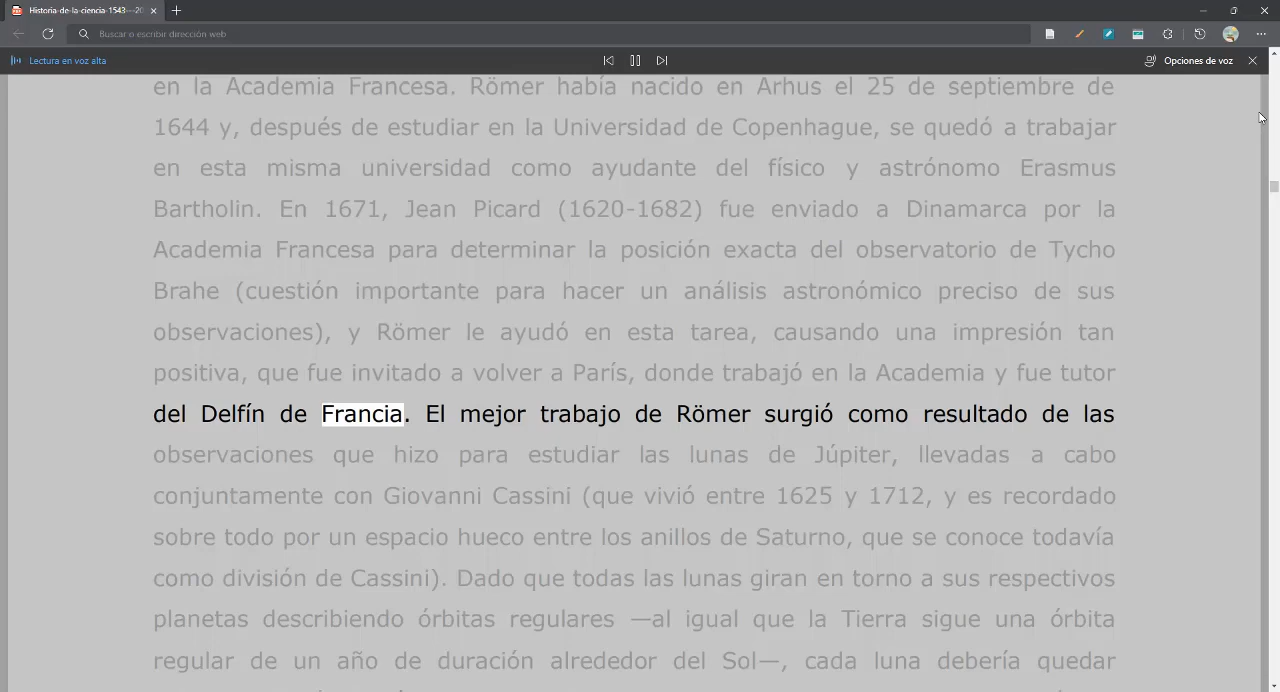 Historia-de-la-ciencia-1543---20
Buscar o escribir dirección web
Lectura en voz alta
Opciones de voz
en la Academia Francesa. Römer había nacido en Arhus el 25 de septiembre de
1644 y, después de estudiar en la Universidad de Copenhague, se quedó a trabajar
en esta misma universidad como ayudante del físico y astrónomo Erasmus
Bartholin. En 1671, Jean Picard (1620-1682) fue enviado a Dinamarca por la
Academia Francesa para determinar la posición exacta del observatorio de Tycho
Brahe (cuestión importante para hacer un análisis astronómico preciso de sus
observaciones), y Römer le ayudó en esta tarea, causando una impresión tan
positiva, que fue invitado a volver a París, donde trabajó en la Academia y fue tutor
del Delfín de Francia. El mejor trabajo de Römer surgió como resultado de las
observaciones que hizo para estudiar las lunas de Júpiter, llevadas a cabo
conjuntamente con Giovanni Cassini (que vivió entre 1625 y 1712, y es recordado
sobre todo por un espacio hueco entre los anillos de Saturno, que se conoce todavía
como división de Cassini). Dado que todas las lunas giran en torno a sus respectivos
planetas describiendo órbitas regulares —al igual que la Tierra sigue una órbita
regular de un año de duración alrededor del Sol—, cada luna debería quedar